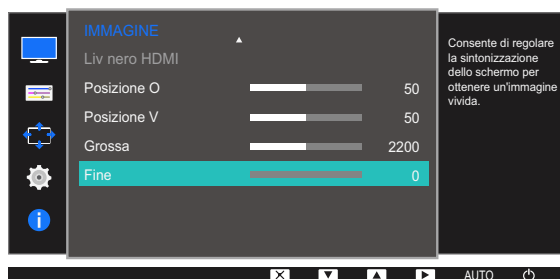 IMMAGINE
Liv nero HDMI
Posizione O 50
Posizione V 50
Grossa 2200
Fine 0
Consente di regolare
la sintonizzazione
dello schermo per
ottenere un'immagine
vivida.
AUTO